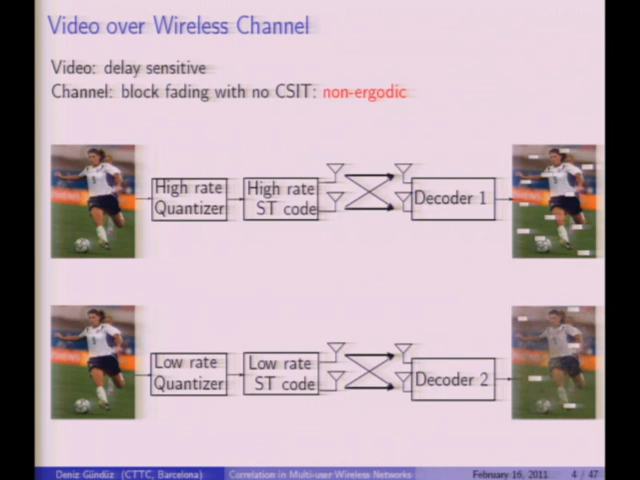 Video over Wireless Channel
Video: delay sensitive
Channel: block fading with no CSIT: non-ergodic
High rate
Quantizer
High rate
ST code
Decoder 1
Low rate
Quantizer
Low rate
ST code
Decoder 2
Deniz Gündüz (CTTC, Barcelona)
Correlation in Multi-user Wireless Networks
February 16, 2011
4 / 47